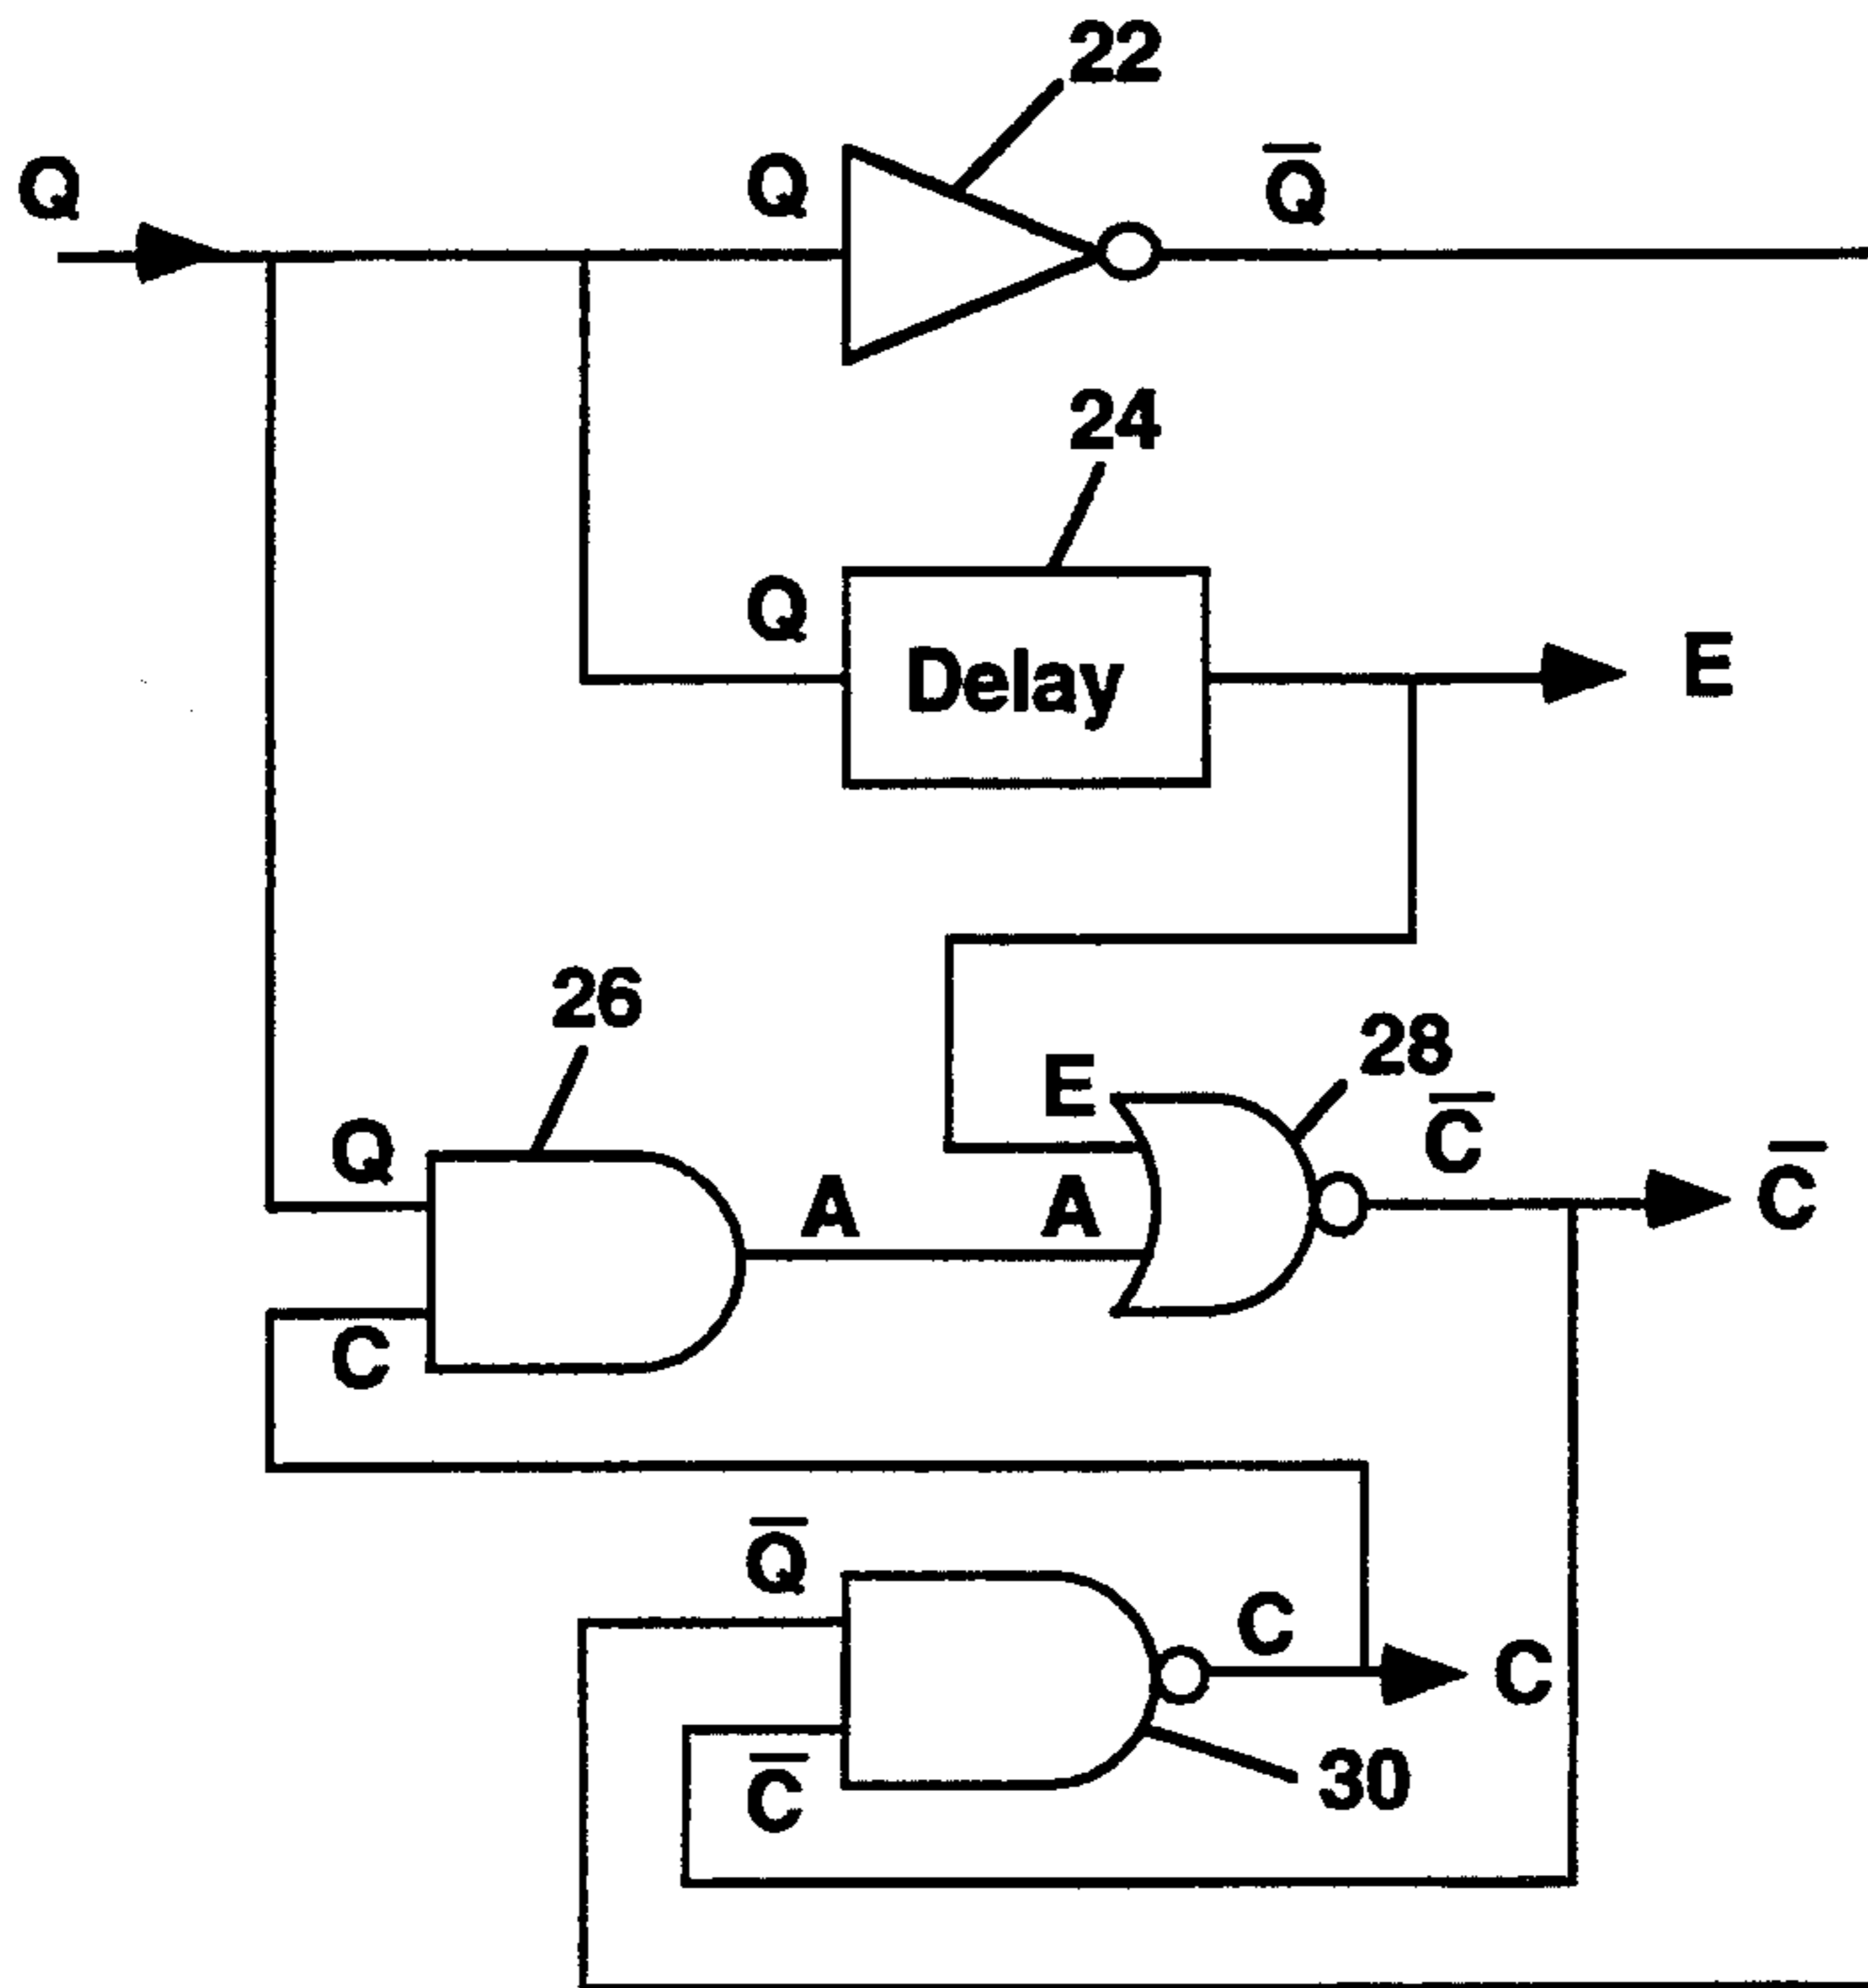 22
Q Q Q̅
24
Q Delay E̅
26 28
E C̅
Q A A C̅
C
Q̅
C C
C̅ 30